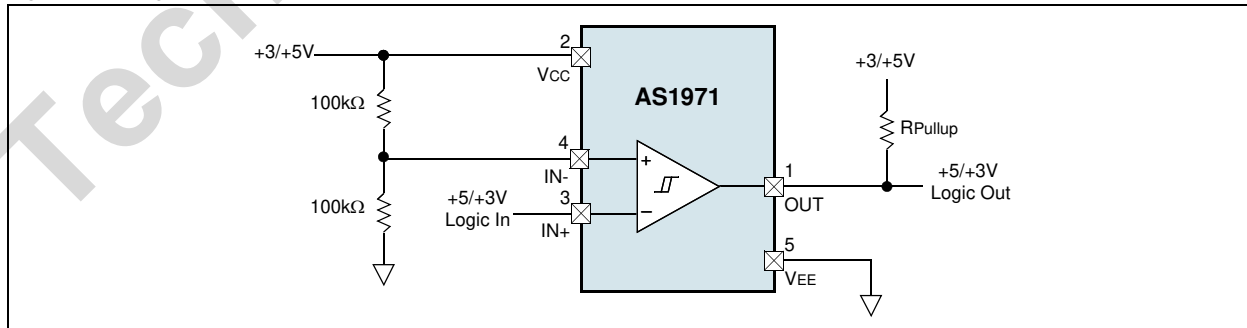 Tech
+3/+5V
2
VCC
100kΩ
AS1971
+3/+5V
RPullup
4
IN-
+
100kΩ
+5/+3V
Logic In
3
IN+
−
1
OUT
+5/+3V
Logic Out
5
VEE